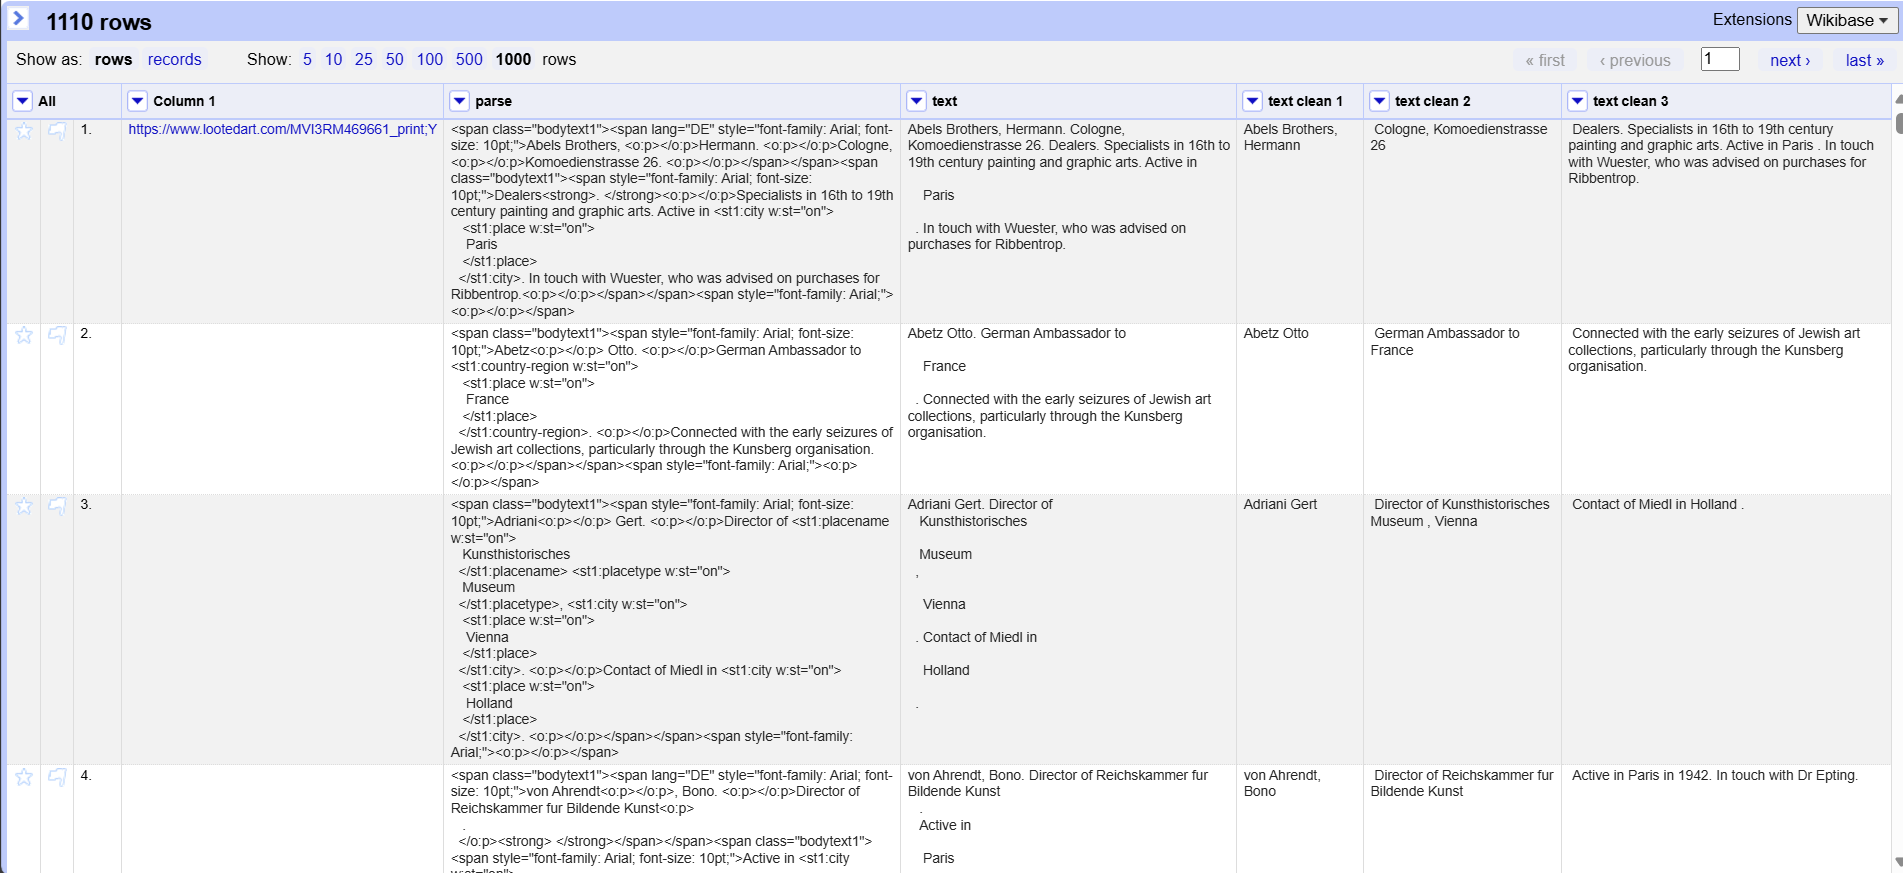 1110 rows
Extensions Wikibase
Show as: rows records Show: 5 10 25 50 100 500 1000 rows
« first ‹ previous 1 next › last »
All Column 1 parse text text clean 1 text clean 2 text clean 3
1.
https://www.lootedart.com/MVI3RM469661_print;Y
<span class="bodytext1"><span lang="DE" style="font-family: Arial; font-
size: 10pt;">Abels Brothers, <o:p></o:p>Hermann. <o:p></o:p>Cologne,
<o:p></o:p>Komoedienstrasse 26. <o:p></o:p></span></span><span
class="bodytext1"><span style="font-family: Arial; font-size:
10pt;">Dealers<strong>. </strong><o:p></o:p>Specialists in 16th to 19th
century painting and graphic arts. Active in <st1:city w:st="on">
<st1:place w:st="on">
Paris
</st1:place>
</st1:city>. In touch with Wuester, who was advised on purchases for
Ribbentrop.<o:p></o:p></span></span><span style="font-family: Arial;">
<o:p></o:p></span>
Abels Brothers, Hermann. Cologne,
Komoedienstrasse 26. Dealers. Specialists in 16th to
19th century painting and graphic arts. Active in
Paris
. In touch with Wuester, who was advised on
purchases for Ribbentrop.
Abels Brothers,
Hermann
Cologne, Komoedienstrasse
26
Dealers. Specialists in 16th to 19th century
painting and graphic arts. Active in Paris . In touch
with Wuester, who was advised on purchases for
Ribbentrop.
2.
<span class="bodytext1"><span style="font-family: Arial; font-size:
10pt;">Abetz<o:p></o:p> Otto. <o:p></o:p>German Ambassador to
<st1:country-region w:st="on">
<st1:place w:st="on">
France
</st1:place>
</st1:country-region>. <o:p></o:p>Connected with the early seizures of
Jewish art collections, particularly through the Kunsberg organisation.
<o:p></o:p></span></span><span style="font-family: Arial;"><o:p>
</o:p></span>
Abetz Otto. German Ambassador to
France
. Connected with the early seizures of Jewish art
collections, particularly through the Kunsberg
organisation.
Abetz Otto
German Ambassador to
France
Connected with the early seizures of Jewish art
collections, particularly through the Kunsberg
organisation.
3.
<span class="bodytext1"><span style="font-family: Arial; font-size:
10pt;">Adriani<o:p></o:p> Gert. <o:p></o:p>Director of <st1:placename
w:st="on">
Kunsthistorisches
</st1:placename> <st1:placetype w:st="on">
Museum
</st1:placetype>, <st1:city w:st="on">
<st1:place w:st="on">
Vienna
</st1:place>
</st1:city>. <o:p></o:p>Contact of Miedl in <st1:city w:st="on">
<st1:place w:st="on">
Holland
</st1:place>
</st1:city>. <o:p></o:p></span></span><span style="font-family:
Arial;"><o:p></o:p></span>
Adriani Gert. Director of
Kunsthistorisches
Museum
,
Vienna
. Contact of Miedl in
Holland
.
Adriani Gert
Director of Kunsthistorisches
Museum , Vienna
Contact of Miedl in Holland .
4.
<span class="bodytext1"><span lang="DE" style="font-family: Arial; font-
size: 10pt;">von Ahrendt<o:p></o:p>, Bono. <o:p></o:p>Director of
Reichskammer fur Bildende Kunst<o:p>
.
</o:p><strong> </strong></span></span><span class="bodytext1">
<span style="font-family: Arial; font-size: 10pt;">Active in <st1:city
w:st="on">
von Ahrendt, Bono. Director of Reichskammer fur
Bildende Kunst
.
Active in
Paris
von Ahrendt,
Bono
Director of Reichskammer fur
Bildende Kunst
Active in Paris in 1942. In touch with Dr Epting.